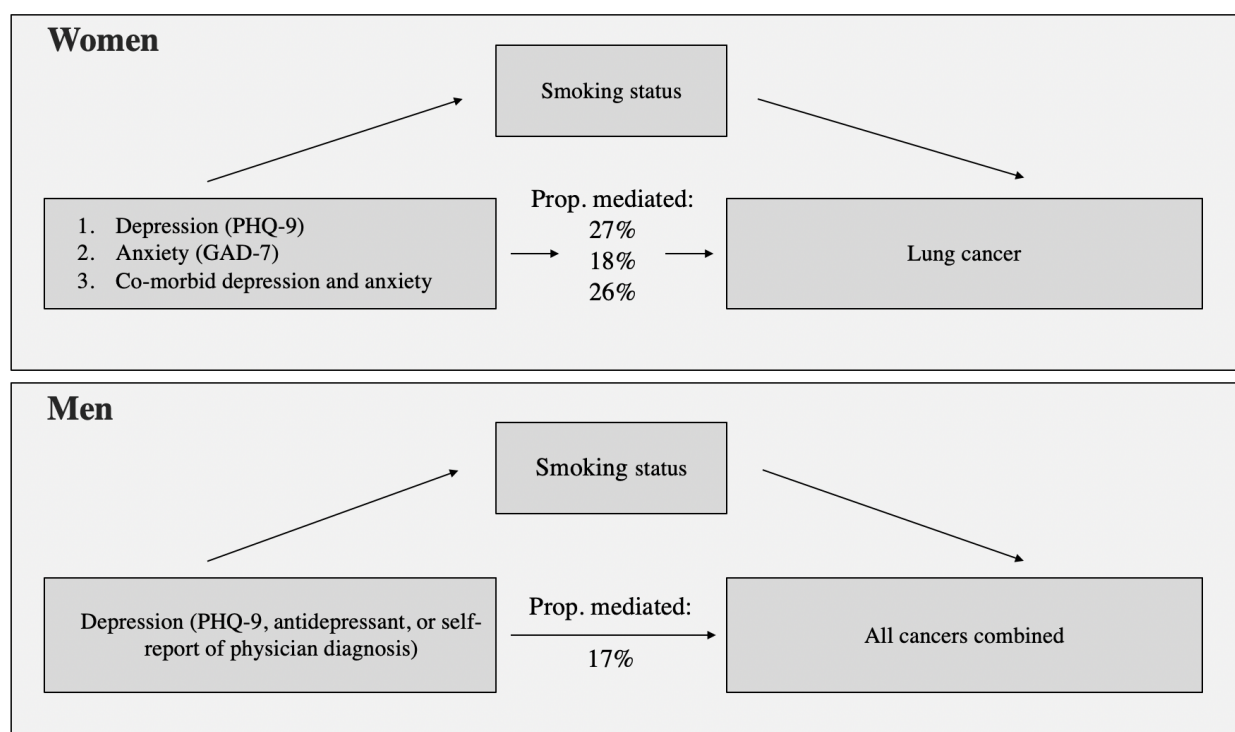 Women
Smoking status
Prop. mediated:
27%
18%
26%
1. Depression (PHQ-9)
2. Anxiety (GAD-7)
3. Co-morbid depression and anxiety
Lung cancer
Men
Smoking status
Prop. mediated:
17%
Depression (PHQ-9, antidepressant, or self-
report of physician diagnosis)
All cancers combined